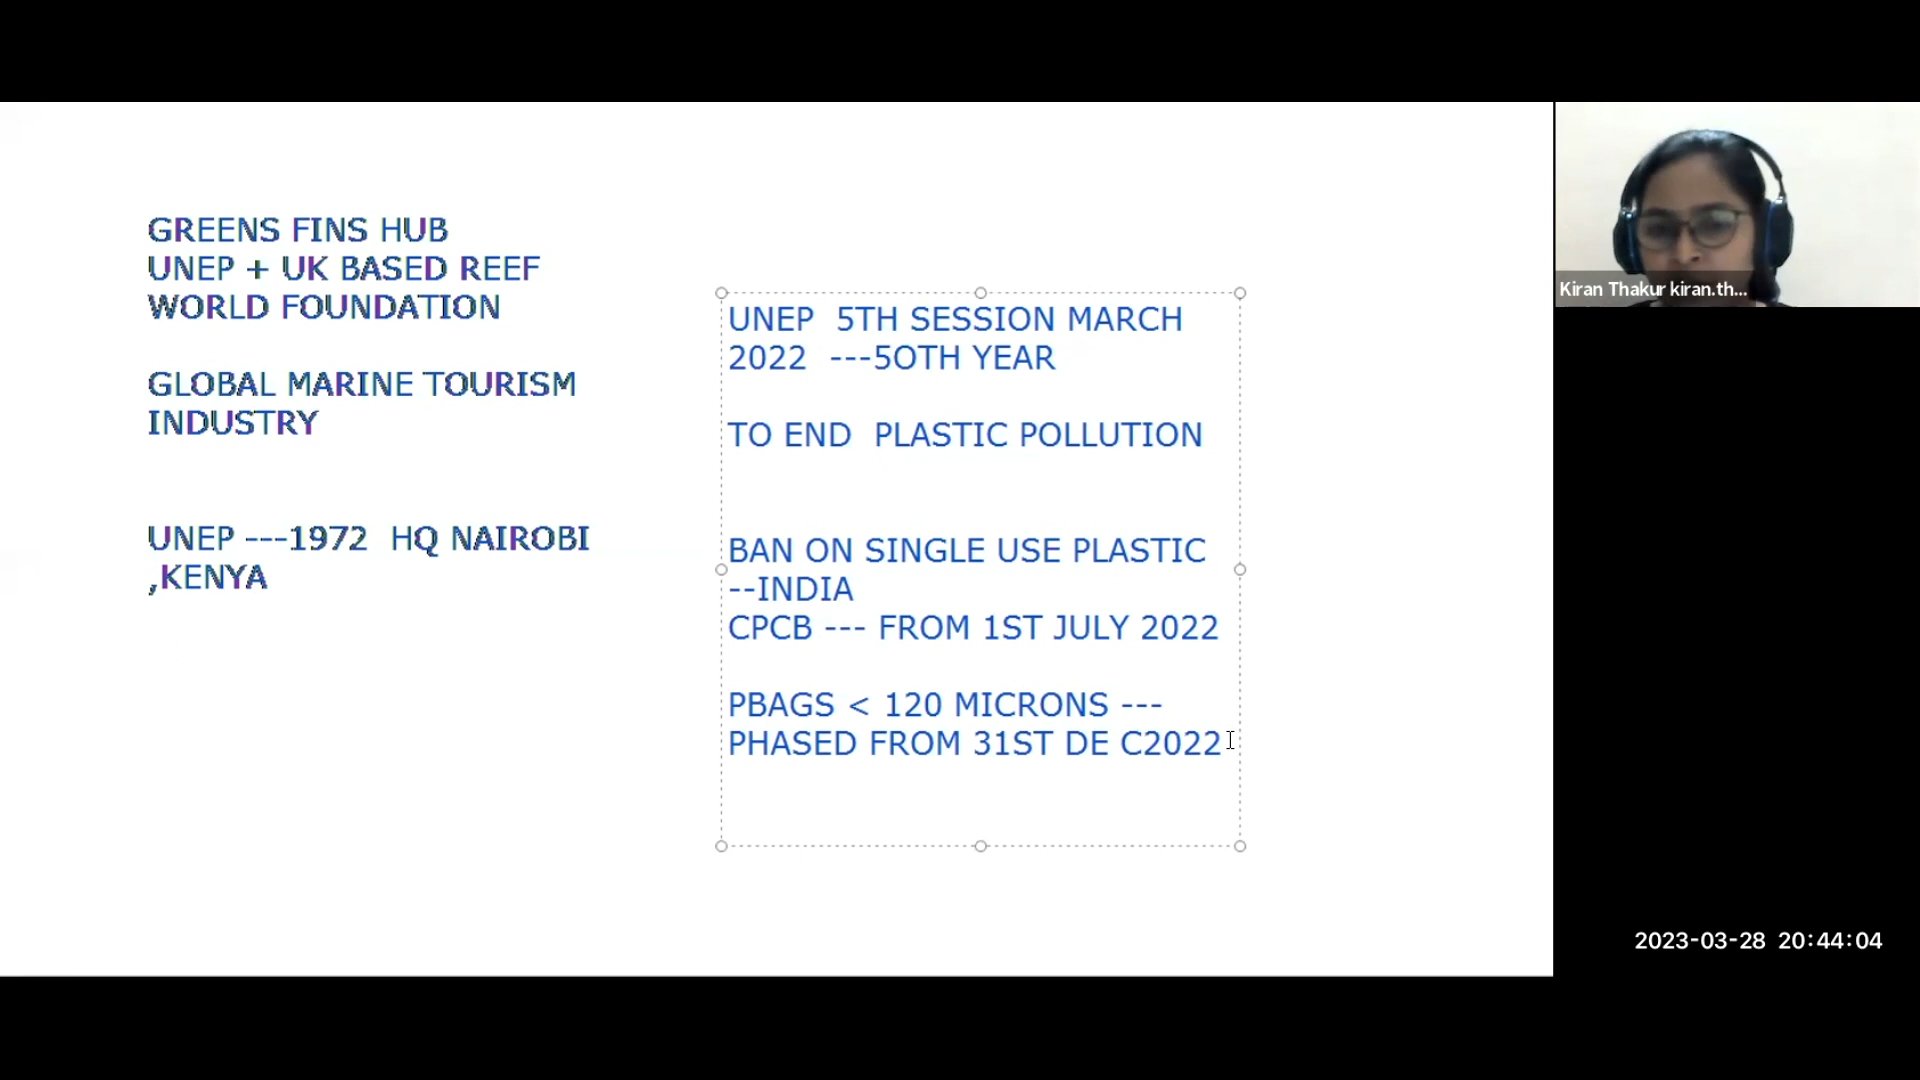 GREENS FINS HUB
UNEP + UK BASED REEF
WORLD FOUNDATION
GLOBAL MARINE TOURISM
INDUSTRY
UNEP ---1972 HQ NAIROBI
,KENYA
UNEP 5TH SESSION MARCH
2022 ---5OTH YEAR
TO END PLASTIC POLLUTION
BAN ON SINGLE USE PLASTIC
--INDIA
CPCB --- FROM 1ST JULY 2022
PBAGS < 120 MICRONS ---
PHASED FROM 31ST DE C2022
Kiran Thakur kiran.th...
2023-03-28 20:44:04